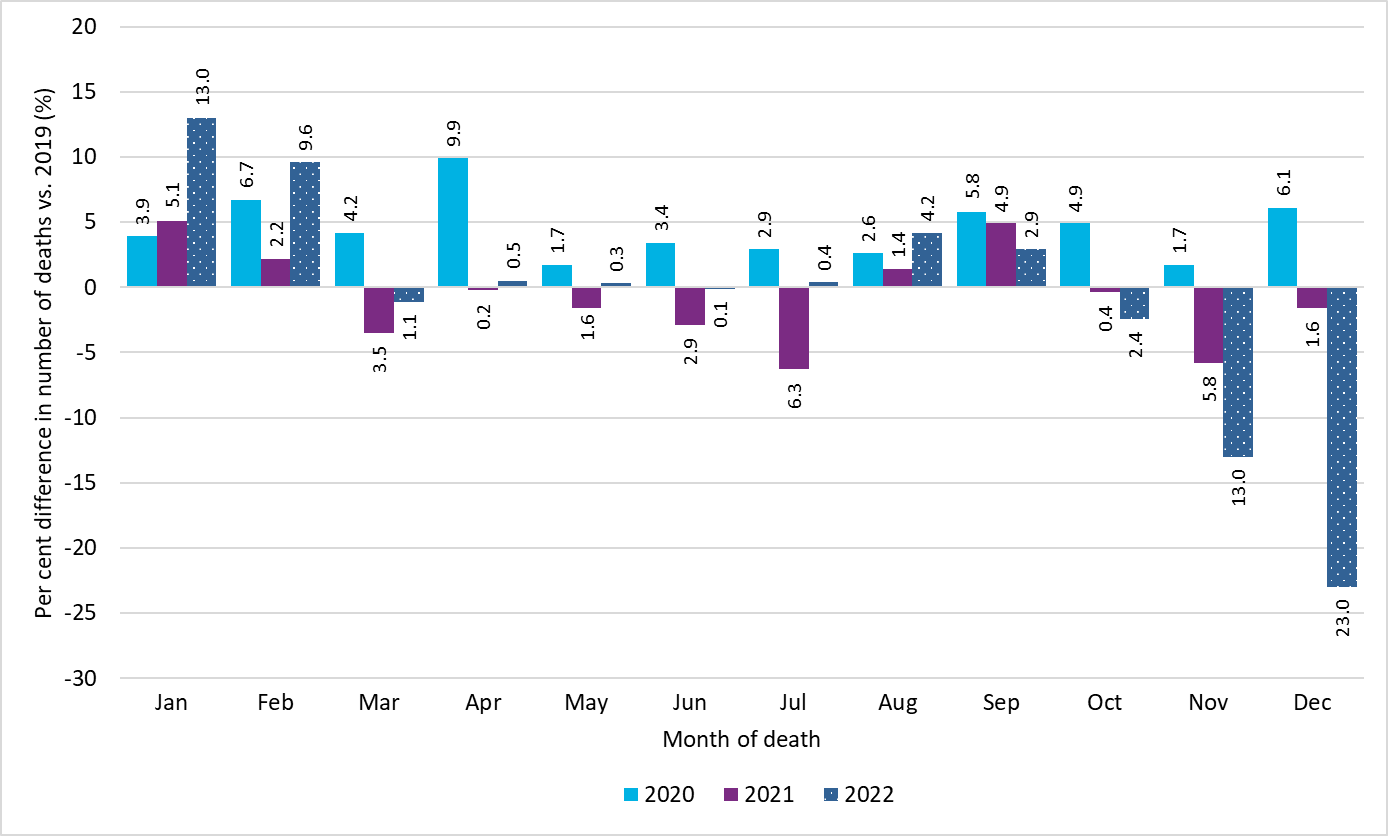 Per cent difference in number of deaths vs. 2019 (%)
20
15
10
5
0
-5
-10
-15
-20
-25
-30
3.9 5.1 13.0
6.7 2.2 9.6
4.2 3.5 1.1
9.9 0.2 0.5
1.7 1.6 0.3
3.4 2.9 0.1
2.9 6.3 0.4
2.6 1.4 4.2
5.8 4.9 2.9
4.9 0.4 2.4
1.7 5.8 13.0
6.1 1.6 23.0
Jan Feb Mar Apr May Jun Jul Aug Sep Oct Nov Dec
Month of death
2020 2021 2022